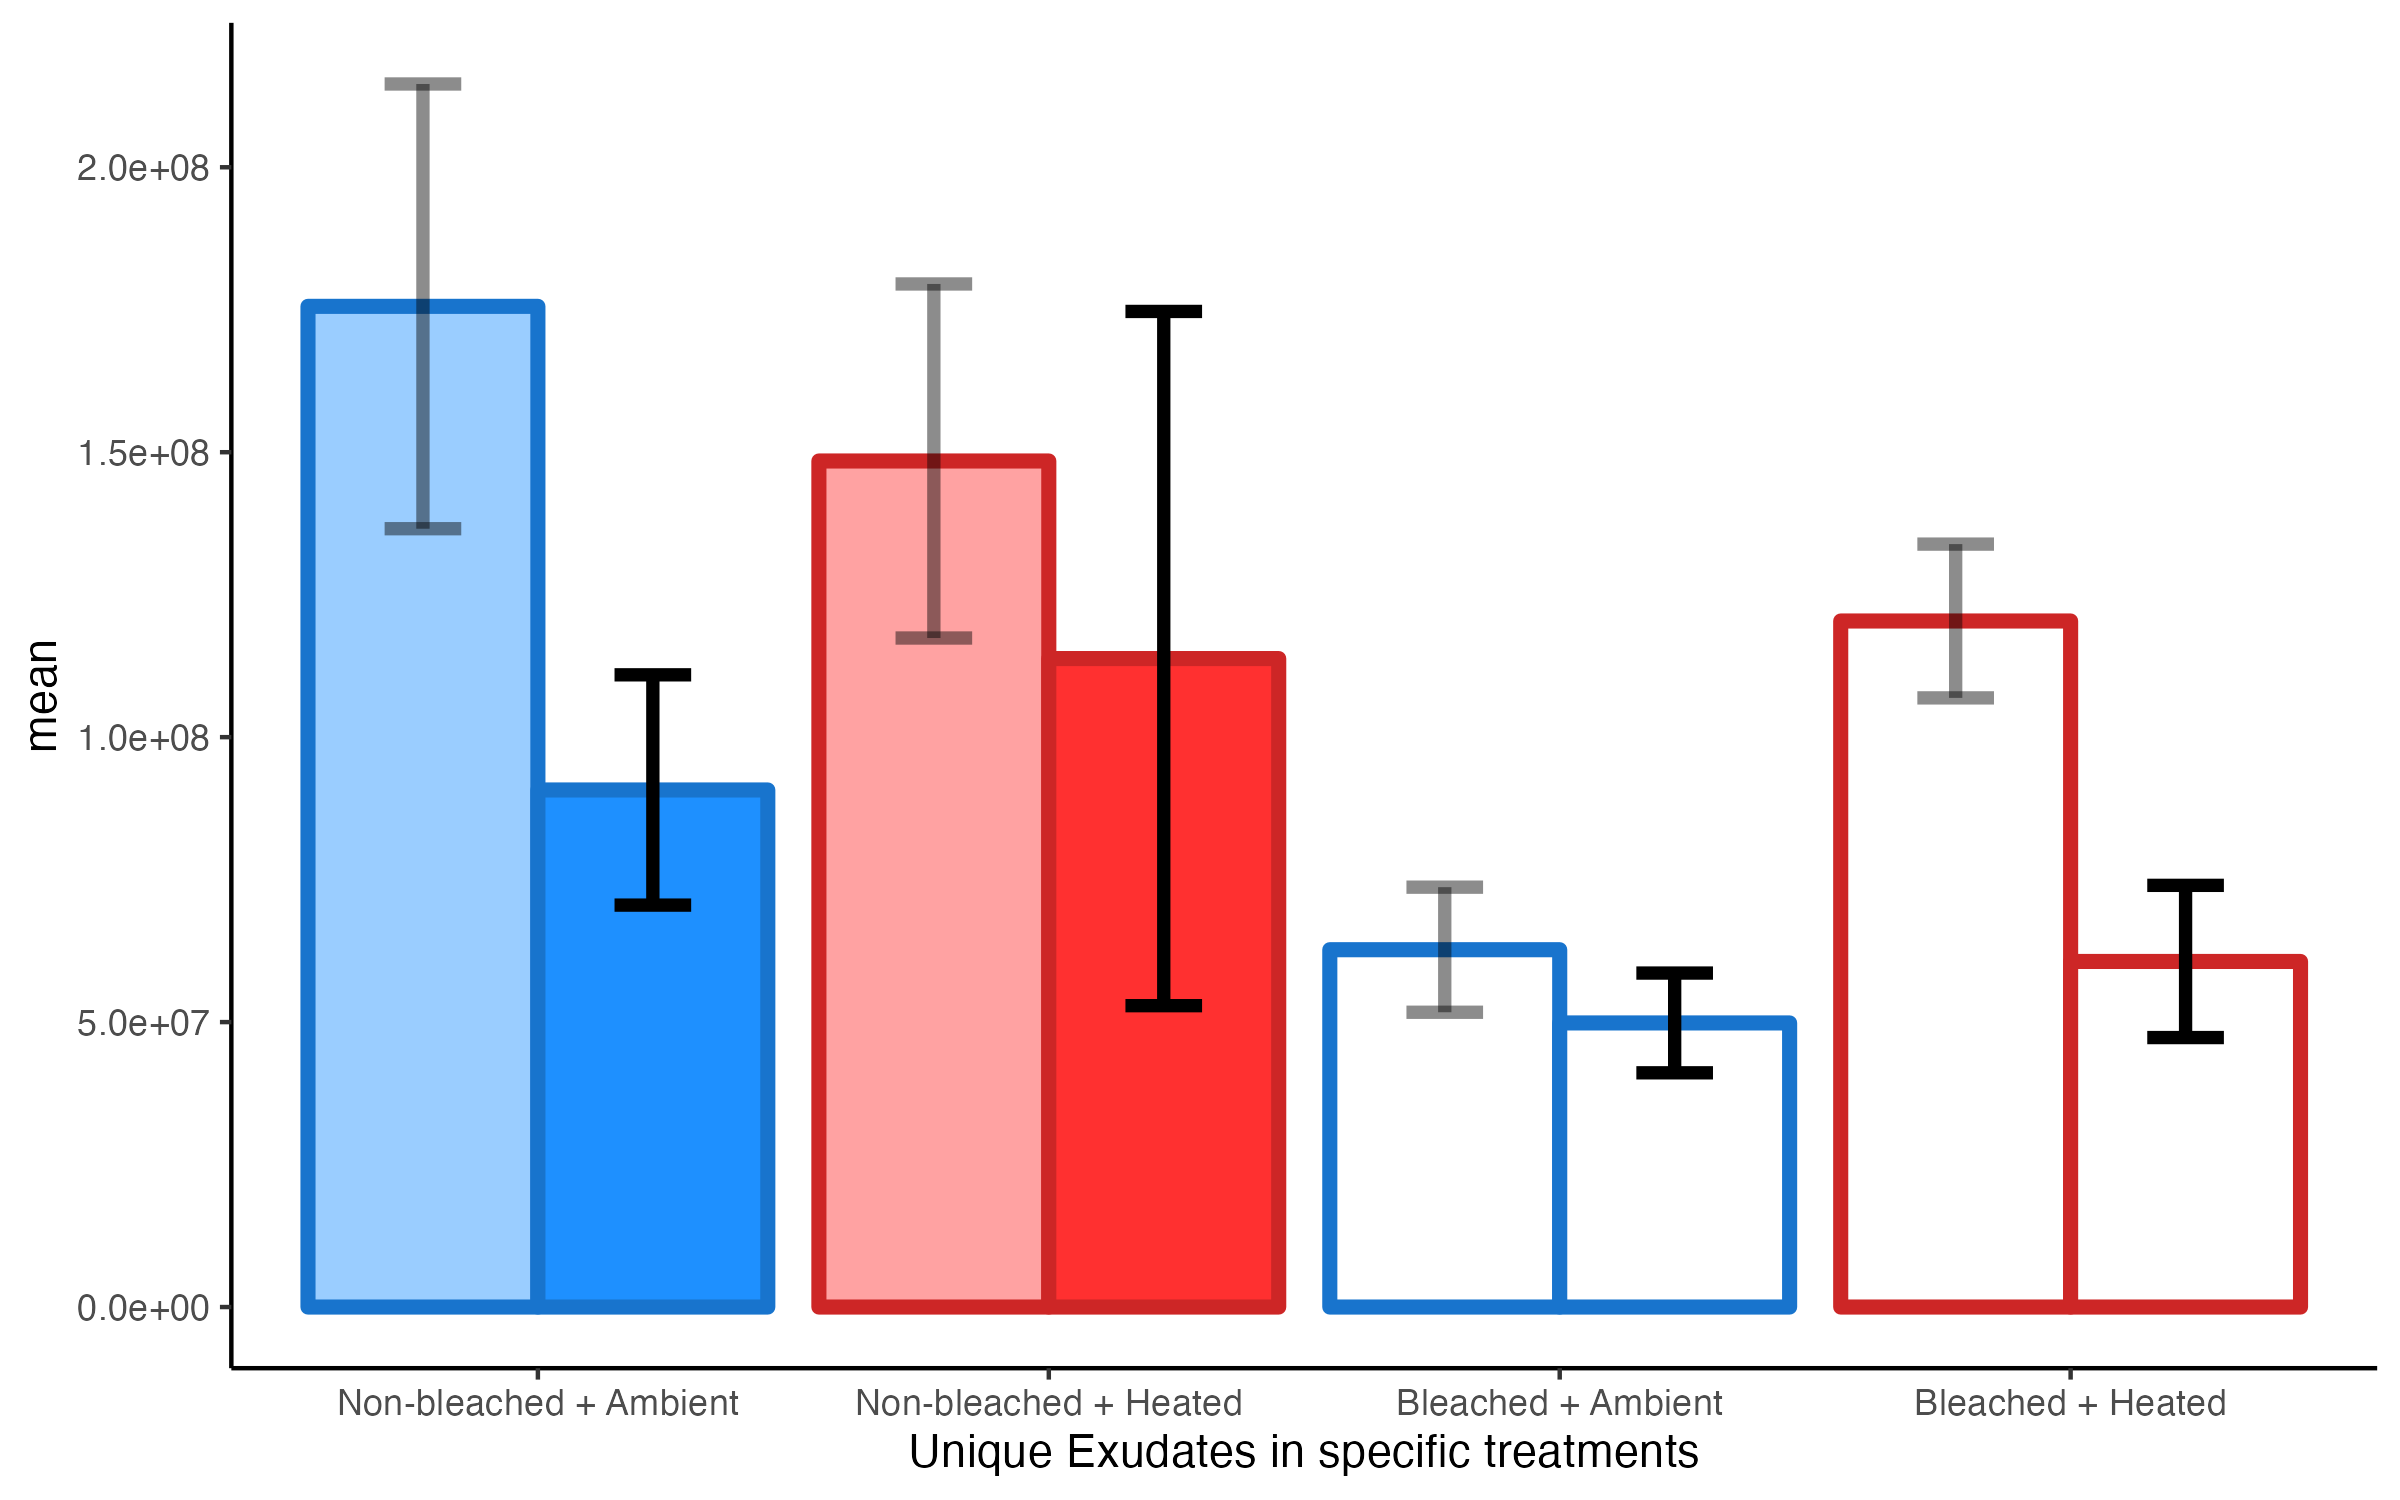 mean
2.0e+08
1.5e+08
1.0e+08
5.0e+07
0.0e+00
Non-bleached + Ambient
Non-bleached + Heated
Bleached + Ambient
Bleached + Heated
Unique Exudates in specific treatments